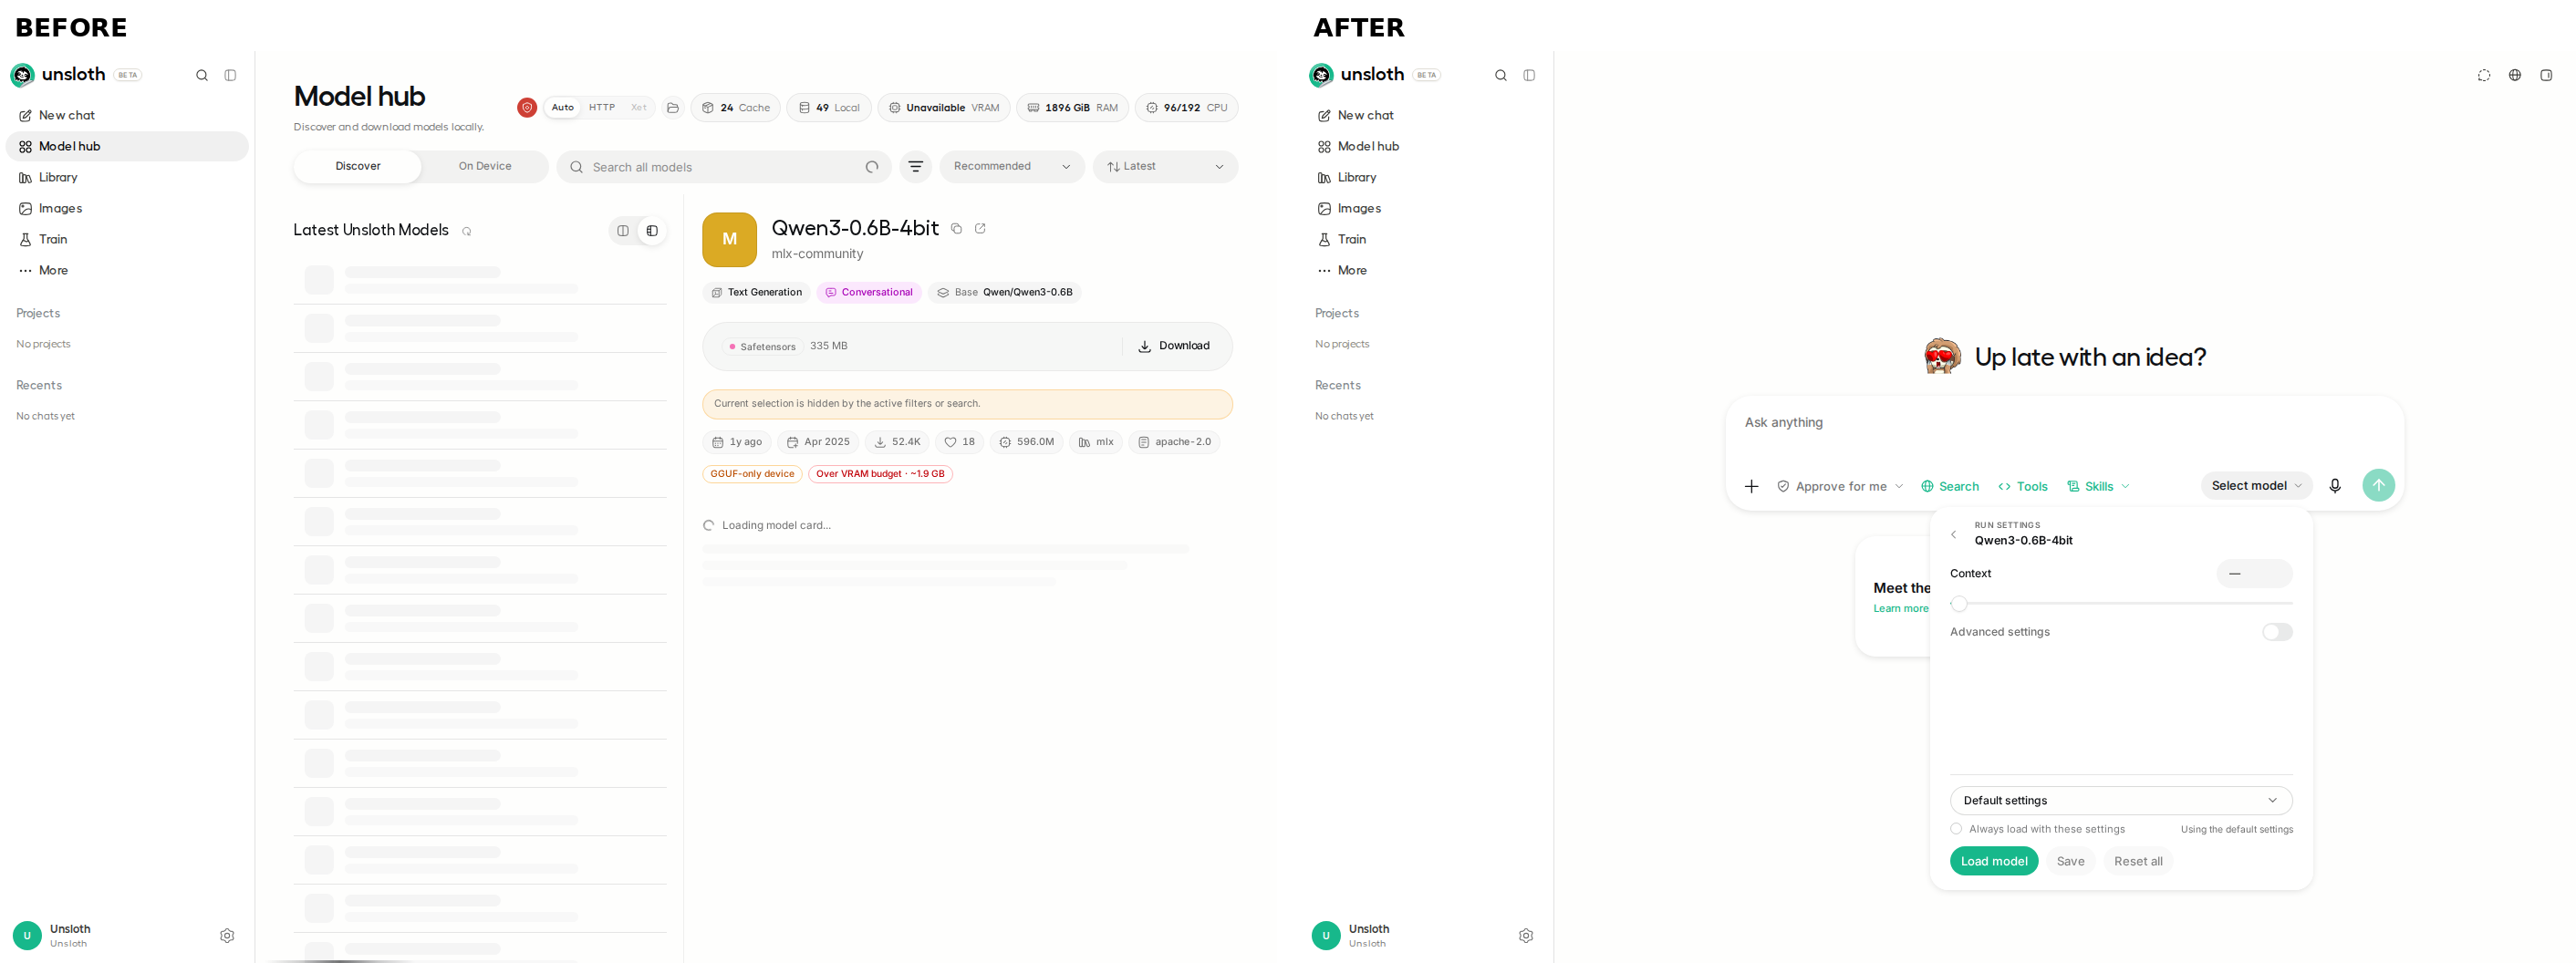 BEFORE
unsloth BETA
New chat
Model hub
Library
Images
Train
More
Projects
No projects
Recents
No chats yet
U
Unsloth
Unsloth
Model hub
Discover and download models locally.
Auto HTTP Xet
24 Cache
49 Local
Unavailable VRAM
1896 GiB RAM
96/192 CPU
Discover On Device
Search all models
Recommended
Latest
Latest Unsloth Models
M
Qwen3-0.6B-4bit
mlx-community
Text Generation Conversational Base Qwen/Qwen3-0.6B
Safetensors 335 MB Download
Current selection is hidden by the active filters or search.
1y ago Apr 2025 52.4K 18 596.0M mlx apache-2.0
GGUF-only device Over VRAM budget · ~1.9 GB
Loading model card...
AFTER
unsloth BETA
New chat
Model hub
Library
Images
Train
More
Projects
No projects
Recents
No chats yet
U
Unsloth
Unsloth
Up late with an idea?
Ask anything
Approve for me Search Tools Skills Select model
Meet the
Learn more
RUN SETTINGS
Qwen3-0.6B-4bit
Context —
Advanced settings
Default settings
Always load with these settings Using the default settings
Load model Save Reset all